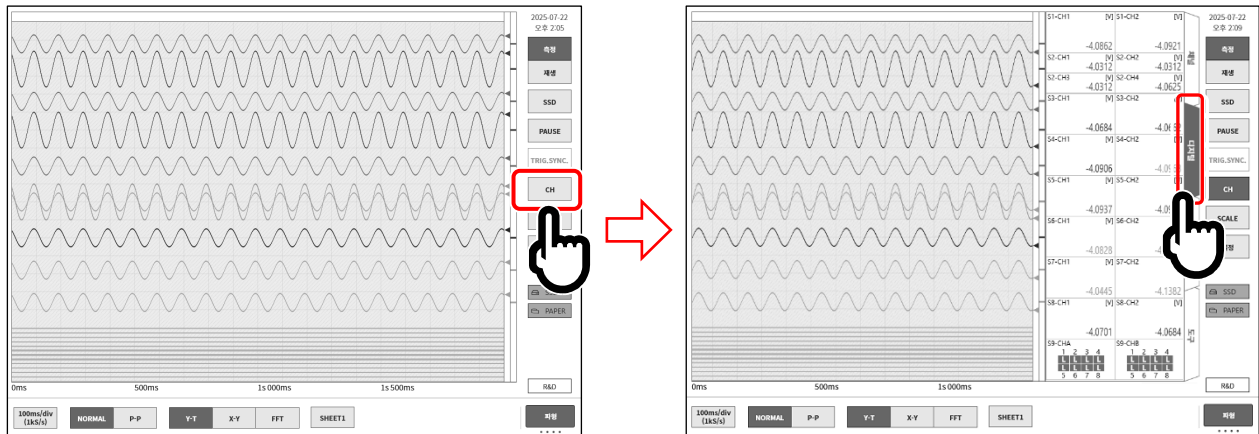 2025-07-22
오후 2:05
측정
재생
SSD
PAUSE
TRIG.SYNC.
CH
PAPER
0ms
500ms
1s000ms
1s500ms
R&D
100ms/div
(1kS/s)
NORMAL
P-P
Y-T
X-Y
FFT
SHEET1
파형
S1-CH1 [V] S1-CH2 [V]
-4.0862 -4.0921
S2-CH1 [V] S2-CH2 [V]
-4.0312 -4.0312
S2-CH3 [V] S2-CH4 [V]
-4.0312 -4.0625
S3-CH1 [V] S3-CH2
-4.0684
S4-CH1 [V] S4-CH2 [V]
-4.0906
S5-CH1 [V] S5-CH2
-4.0937
S6-CH1 [V] S6-CH2
-4.0828
S7-CH1 [V] S7-CH2 [V]
-4.0445 -4.1382
S8-CH1 [V] S8-CH2 [V]
-4.0701 -4.0684
S9-CHA S9-CHB
1 2 3 4 1 2 3 4
L L L L L L L L
L L L L L L L L
5 6 7 8 5 6 7 8
2025-07-22
오후 2:09
측정
재생
SSD
PAUSE
TRIG.SYNC.
CH
SCALE
SSD
PAPER
0ms
500ms
1s000ms
R&D
100ms/div
(1kS/s)
NORMAL
P-P
Y-T
X-Y
FFT
SHEET1
파형